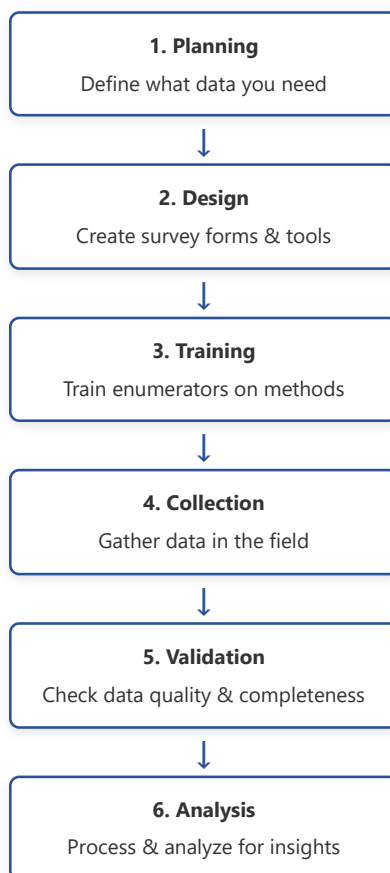 1. Planning
Define what data you need
↓
2. Design
Create survey forms & tools
↓
3. Training
Train enumerators on methods
↓
4. Collection
Gather data in the field
↓
5. Validation
Check data quality & completeness
↓
6. Analysis
Process & analyze for insights